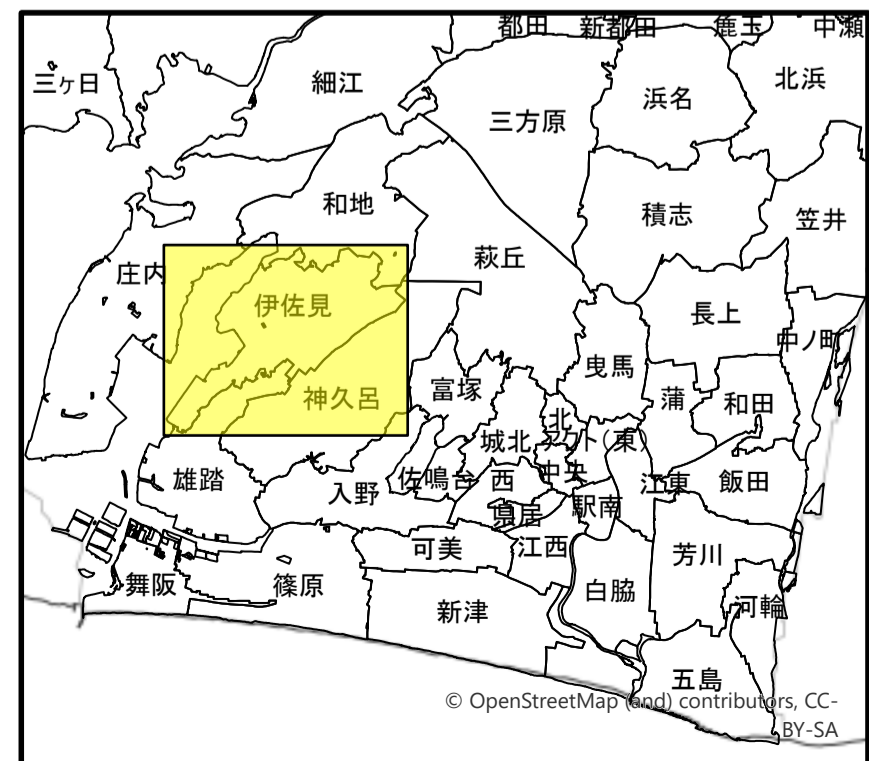 都田 新都田 麁玉 中瀬
三ヶ日 細江 三方原 浜名 北浜
和地 積志 笠井
庄内 伊佐見 萩丘 長上 中ノ町
神久呂 富塚 曳馬 蒲 和田
城北 北 アクト(東)
雄踏 入野 佐鳴台 西 中央 江東 飯田
県居 駅南
舞阪 篠原 可美 江西 芳川
新津 白脇 河輪
五島
© OpenStreetMap (and) contributors, CC-
BY-SA